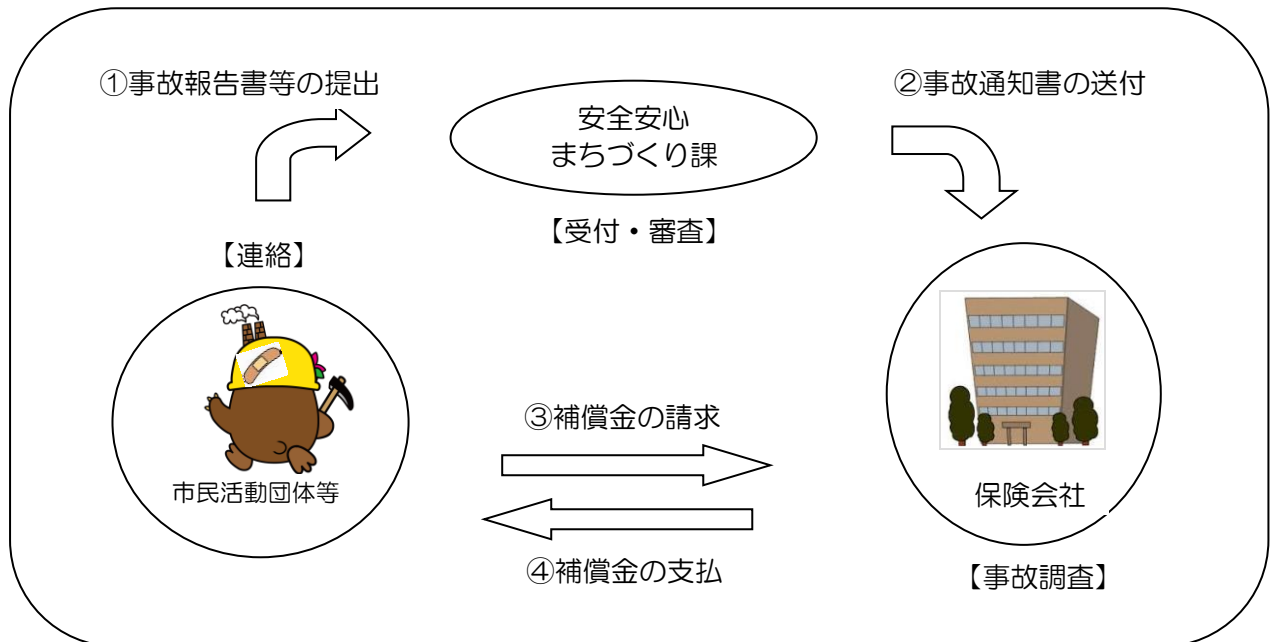 ①事故報告書等の提出
②事故通知書の送付
安全安心
まちづくり課
【受付・審査】
【連絡】
市民活動団体等
③補償金の請求
④補償金の支払
保険会社
【事故調査】